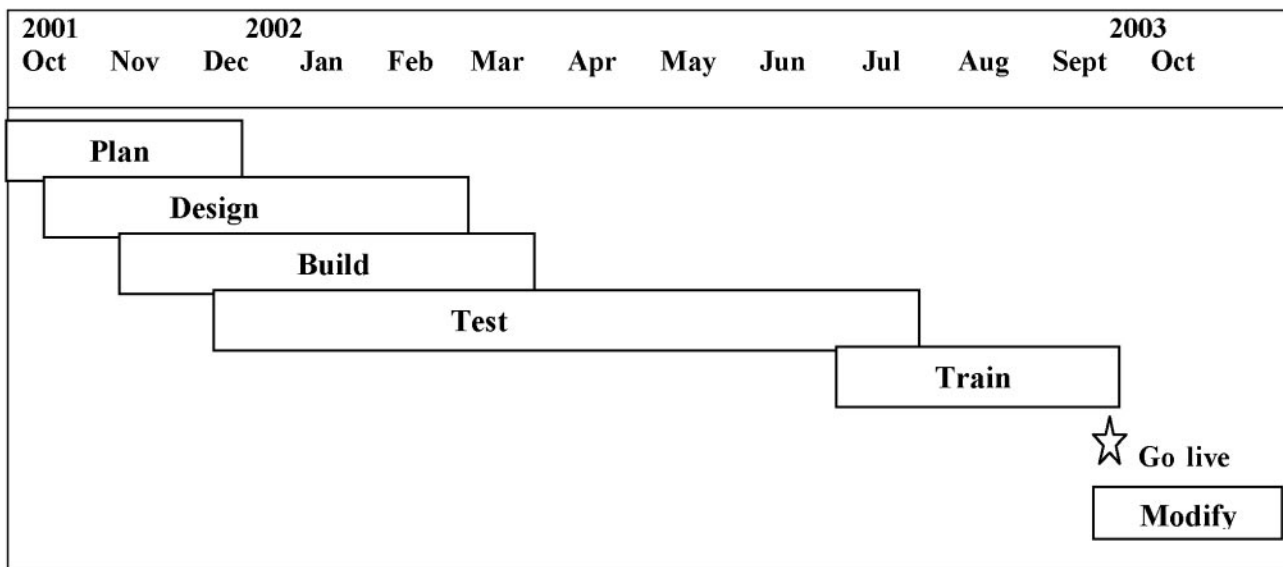 2001 2002 2003
Oct Nov Dec Jan Feb Mar Apr May Jun Jul Aug Sept Oct
Plan
Design
Build
Test
Train
Go live
Modify